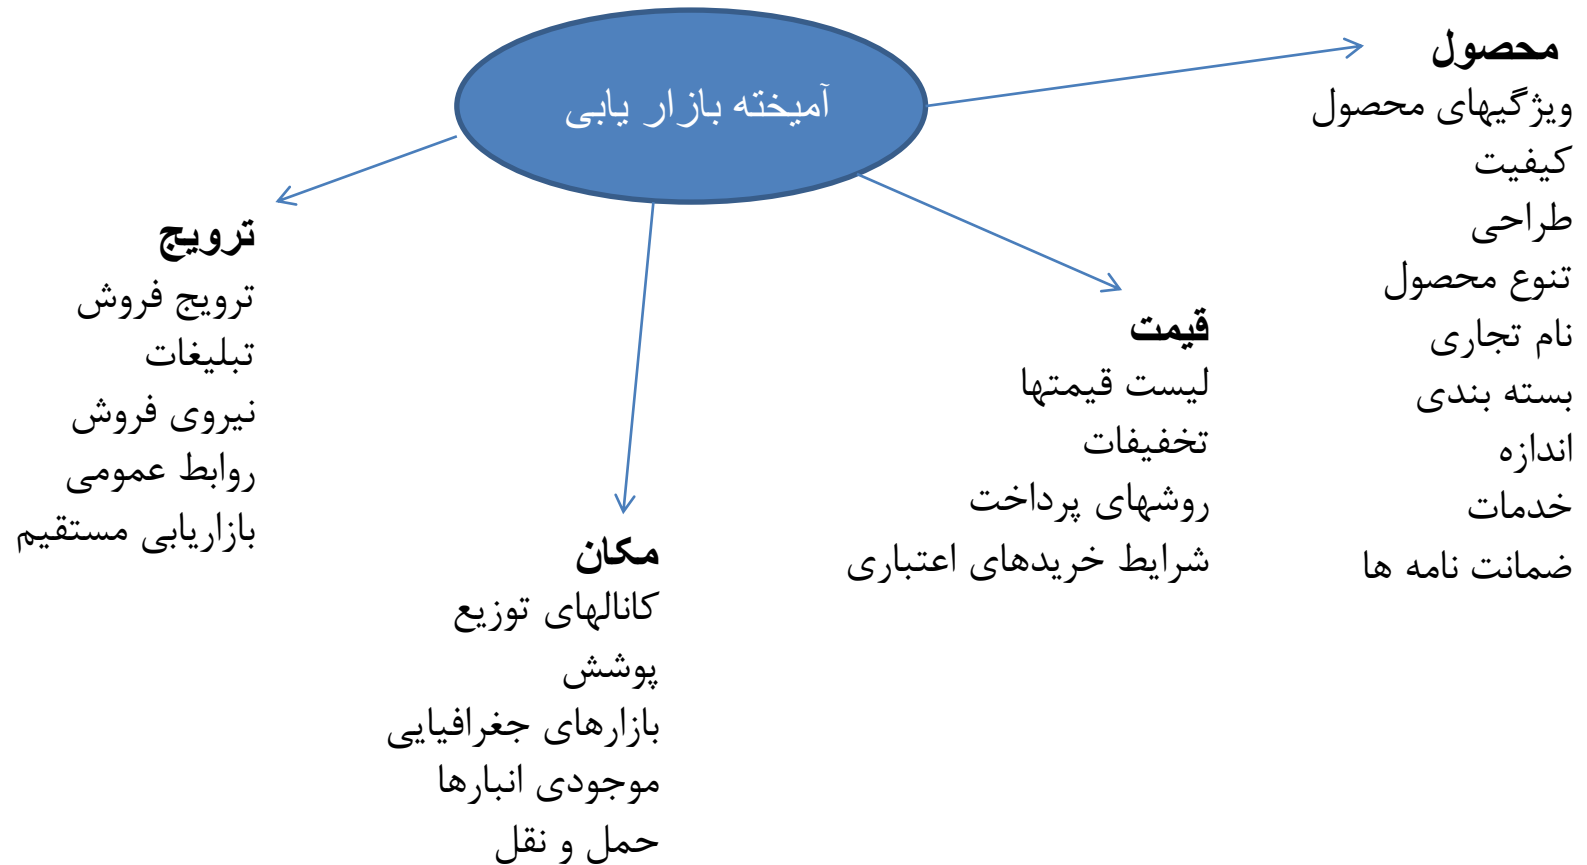 آمیخته بازار یابی
محصول
ویژگیهای محصول
کیفیت
طراحی
تنوع محصول
نام تجاری
بسته بندی
اندازه
خدمات
ضمانت نامه ها
قیمت
لیست قیمتها
تخفیفات
روشهای پرداخت
شرایط خریدهای اعتباری
مکان
کانالهای توزیع
پوشش
بازارهای جغرافیایی
موجودی انبارها
حمل و نقل
ترویج
ترویج فروش
تبلیغات
نیروی فروش
روابط عمومی
بازاریابی مستقیم